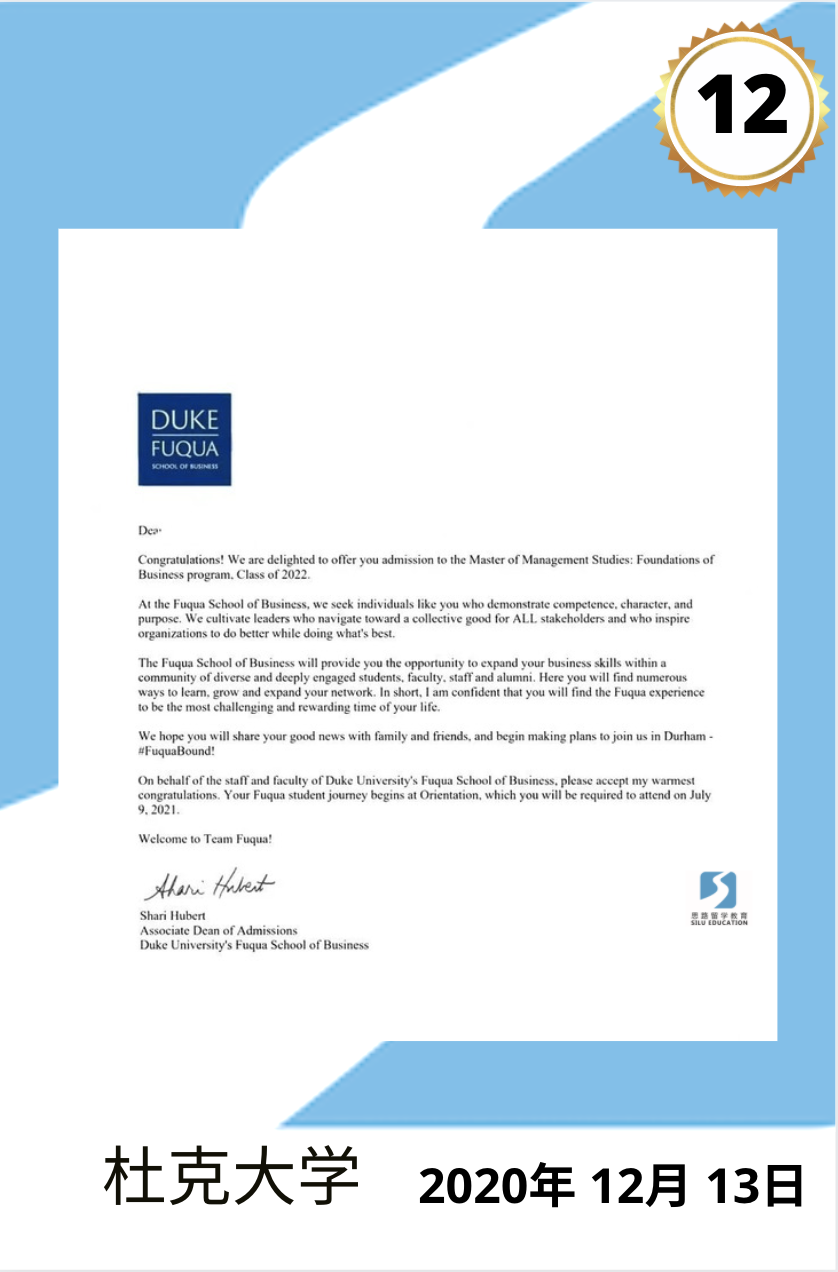 12
DUKE
FUQUA
SCHOOL OF BUSINESS
Congratulations! We are delighted to offer you admission to the Master of Management Studies: Foundations of
Business program, Class of 2022.
At the Fuqua School of Business, we seek individuals like you who demonstrate competence, character, and
purpose. We cultivate leaders who navigate toward a collective good for ALL stakeholders and who inspire
organizations to do better while doing what's best.
The Fuqua School of Business will provide you the opportunity to expand your business skills within a
community of diverse and deeply engaged students, faculty, staff and alumni. Here you will find numerous
ways to learn, grow and expand your network. In short, I am confident that you will find the Fuqua experience
to be the most challenging and rewarding time of your life.
We hope you will share your good news with family and friends, and begin making plans to join us in Durham -
#FuquaBound!
On behalf of the staff and faculty of Duke University's Fuqua School of Business, please accept my warmest
congratulations. Your Fuqua student journey begins at Orientation, which you will be required to attend on July
9, 2021.
Welcome to Team Fuqua!
Shari Hubert
Shari Hubert
Associate Dean of Admissions
Duke University's Fuqua School of Business
思路留学教育
SILU EDUCATION
杜克大学 2020年 12月 13日